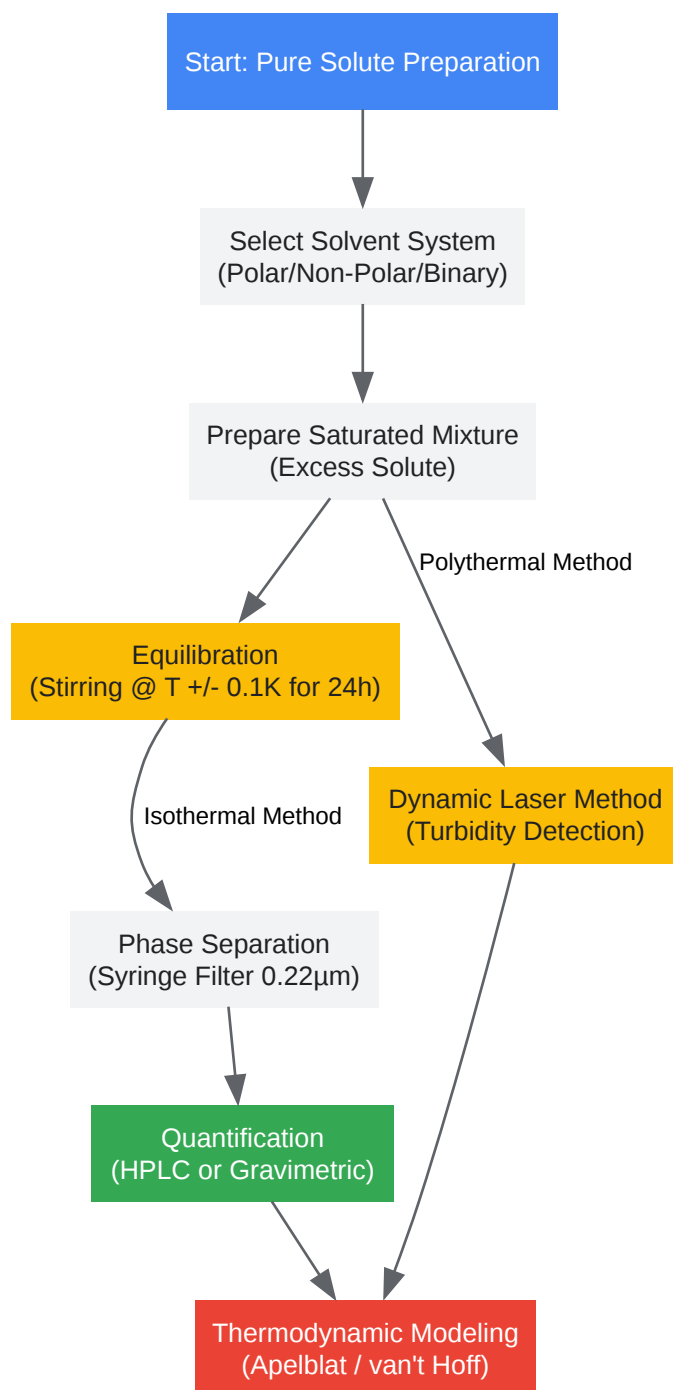 Start: Pure Solute Preparation
Select Solvent System
(Polar/Non-Polar/Binary)
Prepare Saturated Mixture
(Excess Solute)
Polythermal Method
Equilibration
(Stirring @ T +/- 0.1K for 24h)
Dynamic Laser Method
(Turbidity Detection)
Isothermal Method
Phase Separation
(Syringe Filter 0.22µm)
Quantification
(HPLC or Gravimetric)
Thermodynamic Modeling
(Apelblat / van't Hoff)